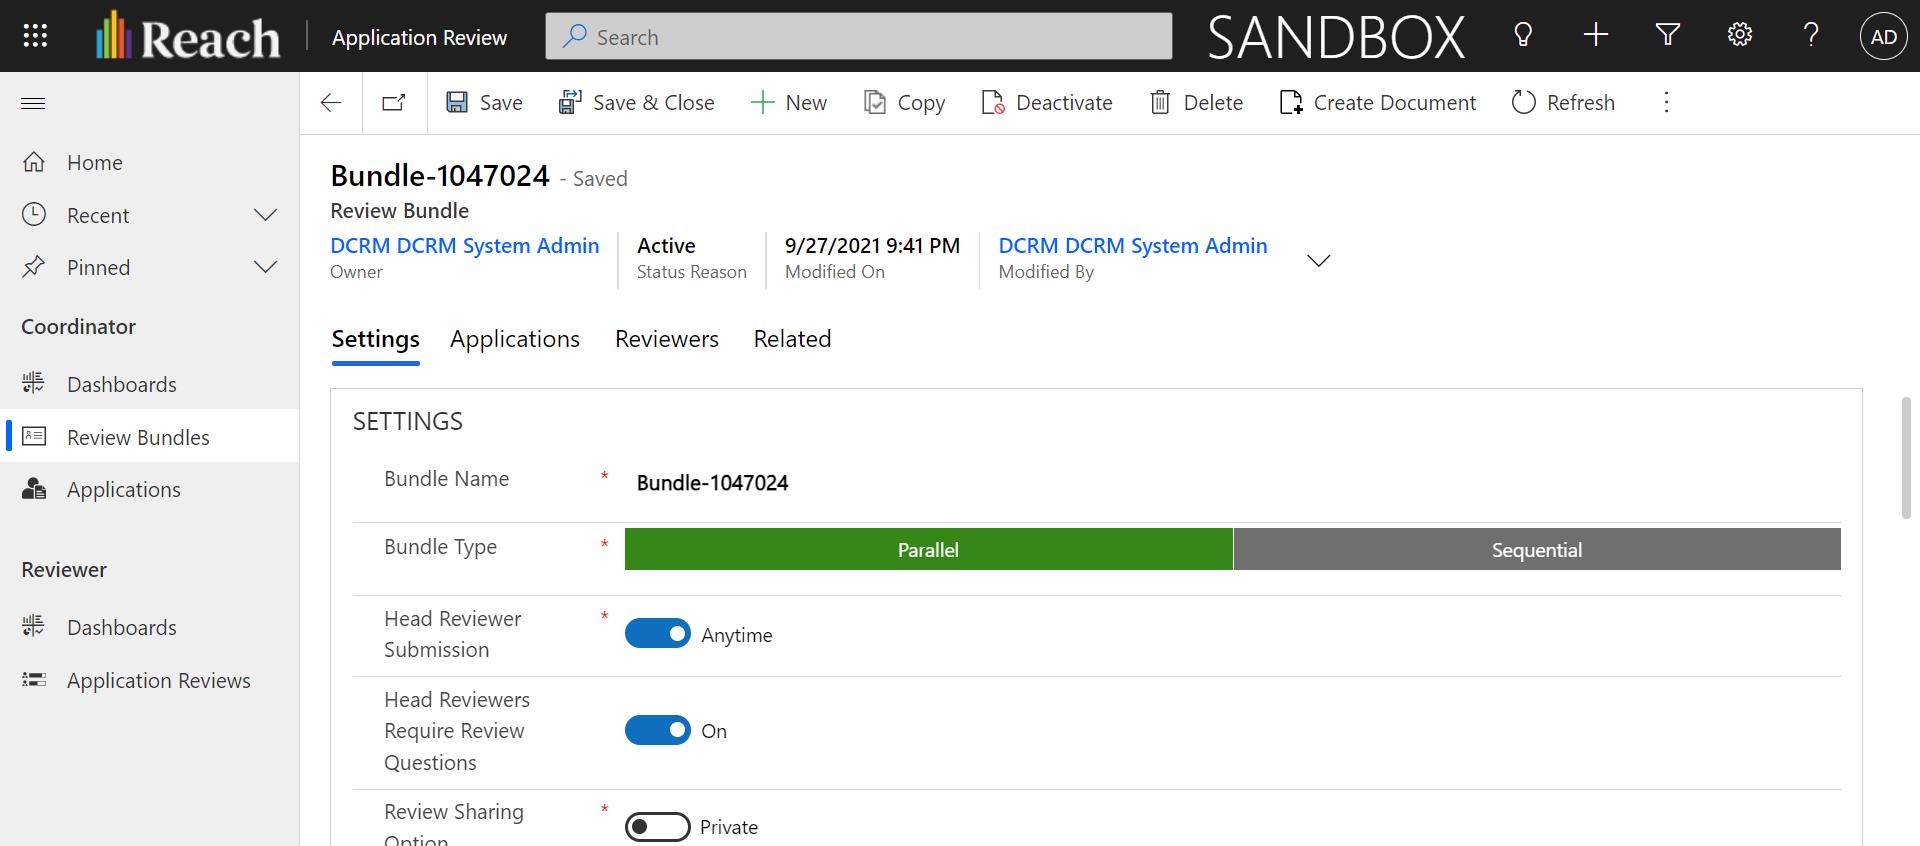 Reach
Application Review
Search
SANDBOX
AD
Save
Save & Close
New
Copy
Deactivate
Delete
Create Document
Refresh
Home
Recent
Pinned
Coordinator
Dashboards
Review Bundles
Applications
Reviewer
Dashboards
Application Reviews
Bundle-1047024 - Saved
Review Bundle
DCRM DCRM System Admin
Owner
Active
Status Reason
9/27/2021 9:41 PM
Modified On
DCRM DCRM System Admin
Modified By
Settings
Applications
Reviewers
Related
SETTINGS
Bundle Name * Bundle-1047024
Bundle Type * Parallel Sequential
Head Reviewer
Submission
* Anytime
Head Reviewers
Require Review
Questions
On
Review Sharing
Option
* Private